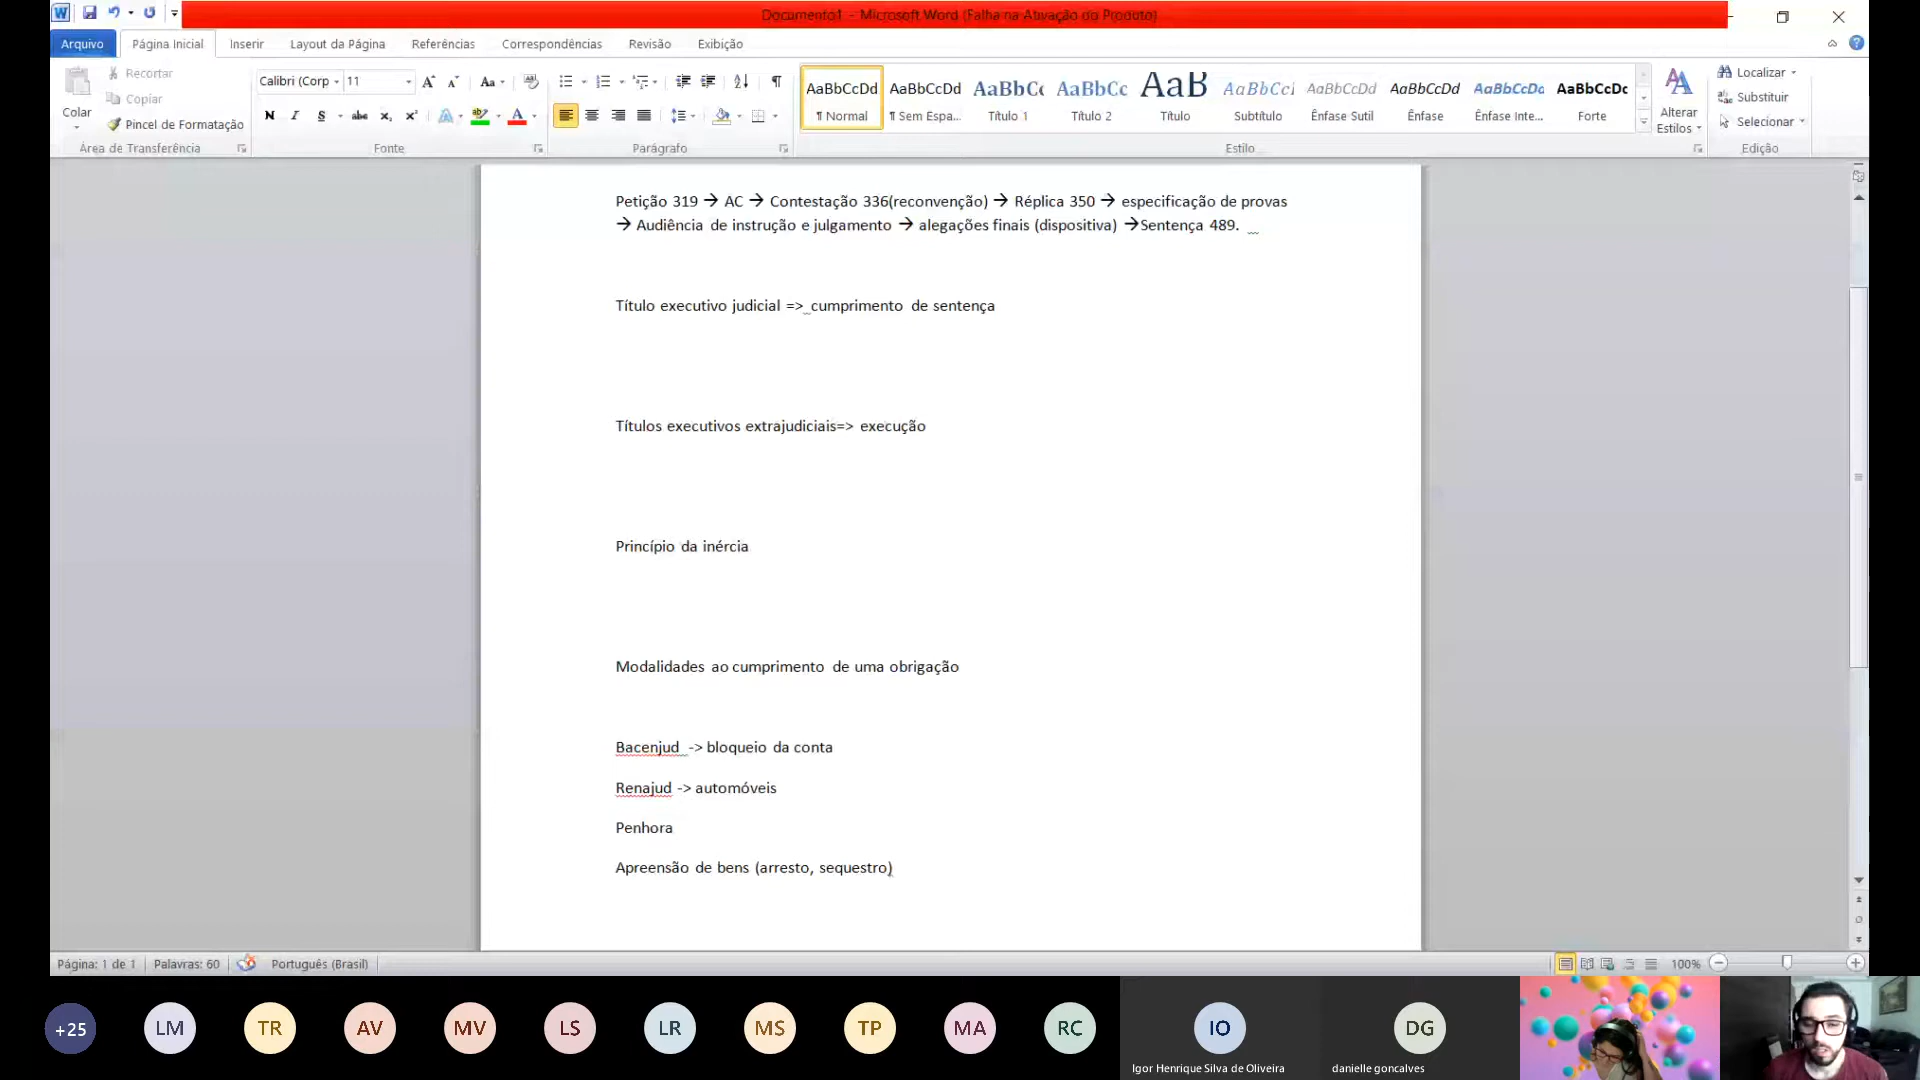 Documento1 - Microsoft Word (Falha na Ativação do Produto)
Arquivo Página Inicial Inserir Layout da Página Referências Correspondências Revisão Exibição
Colar
Recortar
Copiar
Pincel de Formatação
Área de Transferência
Calibri (Corp 11
N I S abc x₂ x²
Fonte
Parágrafo
AaBbCcDd AaBbCcDd AaBbC AaBbCc AaB AaBbCcI AaBbCcDd AaBbCcDd AaBbCcDd AaBbCcDc
¶ Normal ¶ Sem Espa... Título 1 Título 2 Título Subtítulo Ênfase Sutil Ênfase Ênfase Inte... Forte
Estilo
Alterar
Estilos
Localizar
Substituir
Selecionar
Edição
Petição 319 → AC → Contestação 336(reconvenção) → Réplica 350 → especificação de provas
→ Audiência de instrução e julgamento → alegações finais (dispositiva) →Sentença 489.
Título executivo judicial => cumprimento de sentença
Títulos executivos extrajudiciais=> execução
Princípio da inércia
Modalidades ao cumprimento de uma obrigação
Bacenjud -> bloqueio da conta
Renajud -> automóveis
Penhora
Apreensão de bens (arresto, sequestro)
Página: 1 de 1 Palavras: 60 Português (Brasil) 100%
+25 LM TR AV MV LS LR MS TP MA RC IO DG
Igor Henrique Silva de Oliveira danielle goncalves